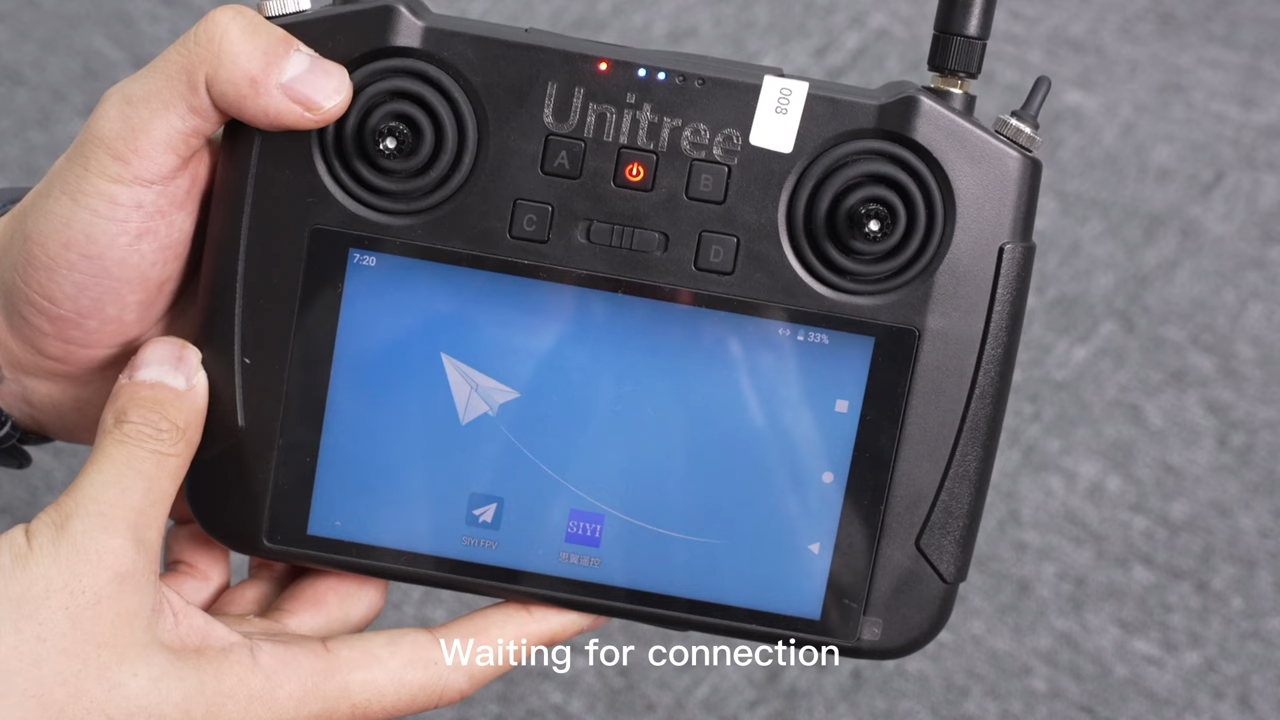 008
Unitree
A
B
C
D
7:20
33%
SIYI
SIYI FPV
思翼遥控
Waiting for connection